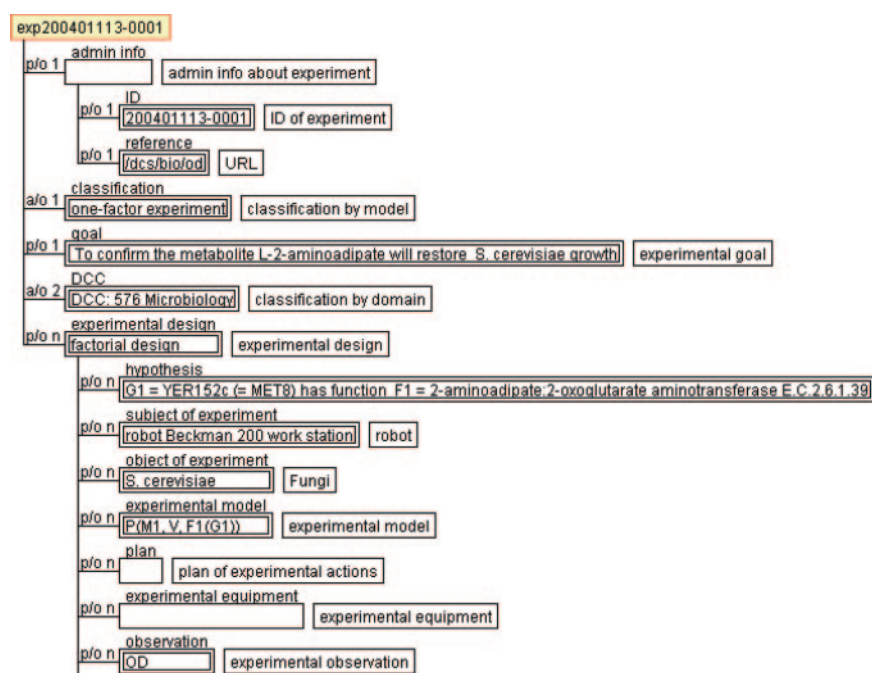 exp200401113-0001
admin info
p/o 1 admin info about experiment
ID
p/o 1 200401113-0001 ID of experiment
reference
p/o 1 /dcs/bio/od URL
classification
a/o 1 one-factor experiment classification by model
goal
p/o 1 To confirm the metabolite L-2-aminoadipate will restore S. cerevisiae growth experimental goal
DCC
a/o 2 DCC: 576 Microbiology classification by domain
experimental design
p/o n factorial design experimental design
hypothesis
p/o n G1 = YER152c (= MET8) has function F1 = 2-aminoadipate:2-oxoglutarate aminotransferase E.C.2.6.1.39
subject of experiment
p/o n robot Beckman 200 work station robot
object of experiment
p/o n S. cerevisiae Fungi
experimental model
p/o n P(M1, V, F1(G1)) experimental model
plan
p/o n plan of experimental actions
experimental equipment
p/o n experimental equipment
observation
p/o n OD experimental observation